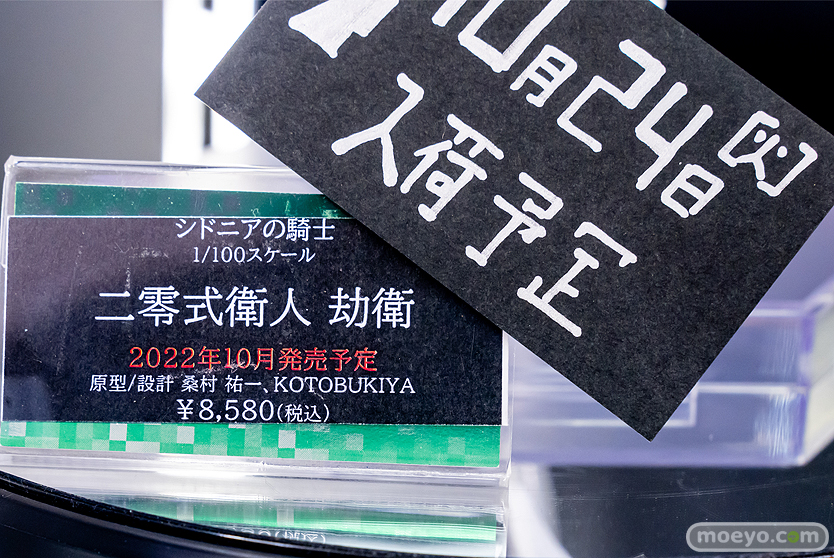 10月24日[火]
入荷予定
シドニアの騎士
1/100スケール
二零式衛人 劫衛
2022年10月発売予定
原型/設計 桑村 祐一、KOTOBUKIYA
￥8,580(税込)
moeyo.com